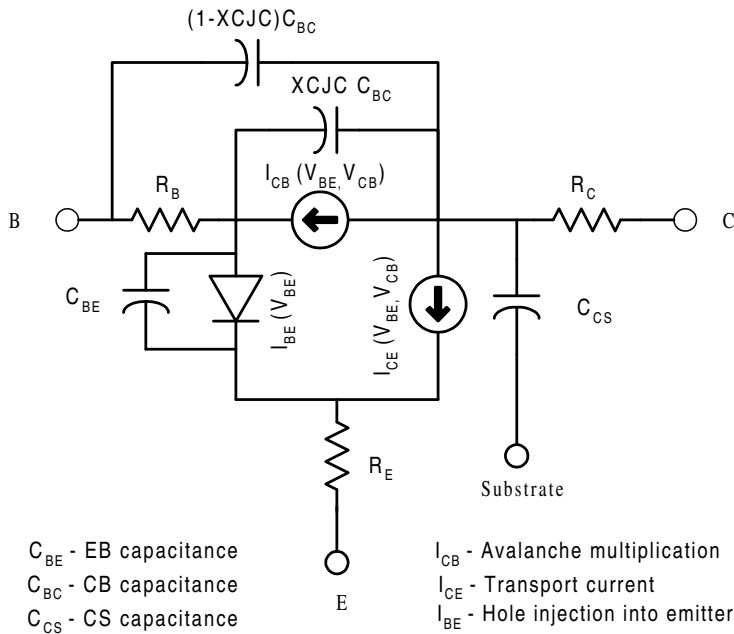 (1-XCJC)C_BC
XCJC C_BC
I_CB (V_BE, V_CB)
R_B
R_C
B
C
C_BE
I_BE (V_BE)
I_CE (V_BE, V_CB)
C_CS
R_E
Substrate
E
C_BE - EB capacitance
C_BC - CB capacitance
C_CS - CS capacitance
I_CB - Avalanche multiplication
I_CE - Transport current
I_BE - Hole injection into emitter